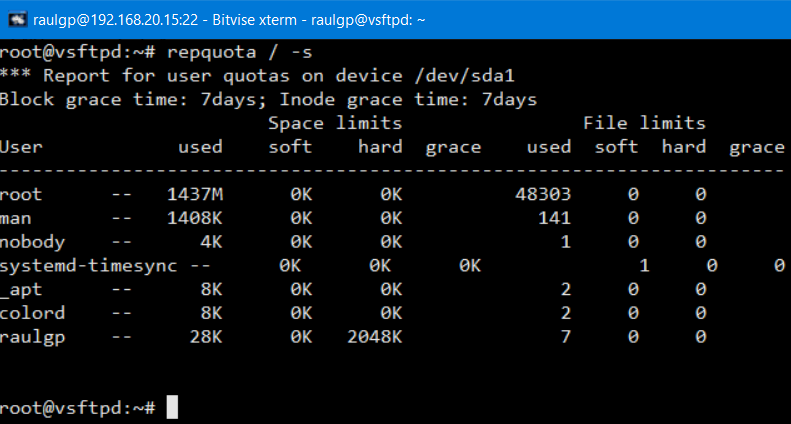 raulgp@192.168.20.15:22 - Bitvise xterm - raulgp@vsftpd: ~
root@vsftpd:~# repquota / -s
*** Report for user quotas on device /dev/sda1
Block grace time: 7days; Inode grace time: 7days
                        Space limits                File limits
User            used    soft    hard  grace    used  soft  hard  grace
----------------------------------------------------------------------
root      --   1437M      0K      0K          48303     0     0
man       --   1408K      0K      0K            141     0     0
nobody    --      4K      0K      0K              1     0     0
systemd-timesync --      0K      0K      0K              1     0     0
_apt      --      8K      0K      0K              2     0     0
colord    --      8K      0K      0K              2     0     0
raulgp    --     28K      0K   2048K              7     0     0
root@vsftpd:~#